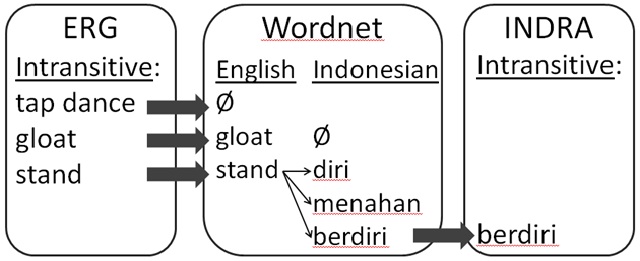 ERG
Intransitive:
tap dance
gloat
stand
Wordnet
English Indonesian
Ø
gloat Ø
stand diri
menahan
berdiri
INDRA
Intransitive:
berdiri